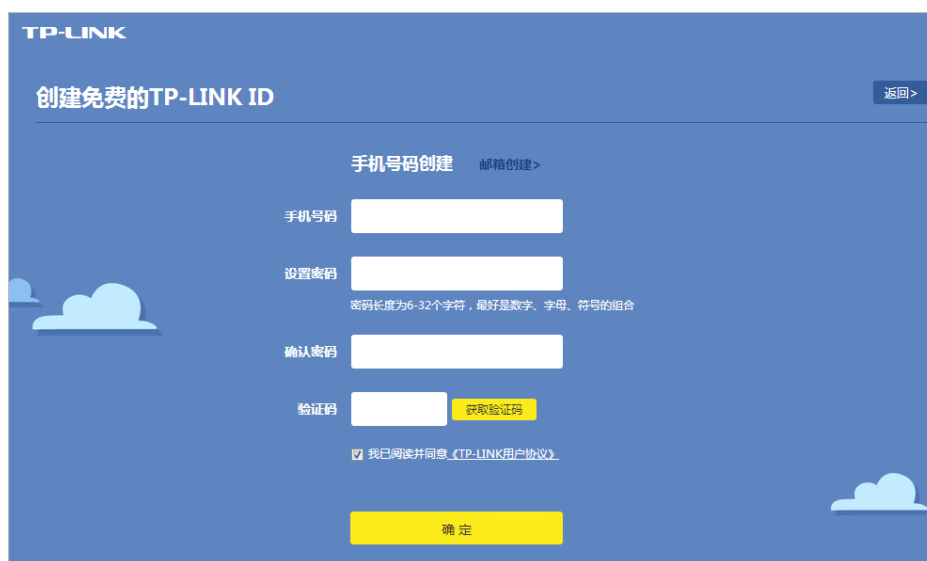 TP-LINK
创建免费的TP-LINK ID
返回>
手机号码创建 邮箱创建>
手机号码
设置密码
密码长度为6-32个字符，最好是数字、字母、符号的组合
确认密码
验证码 获取验证码
我已阅读并同意《TP-LINK用户协议》
确 定